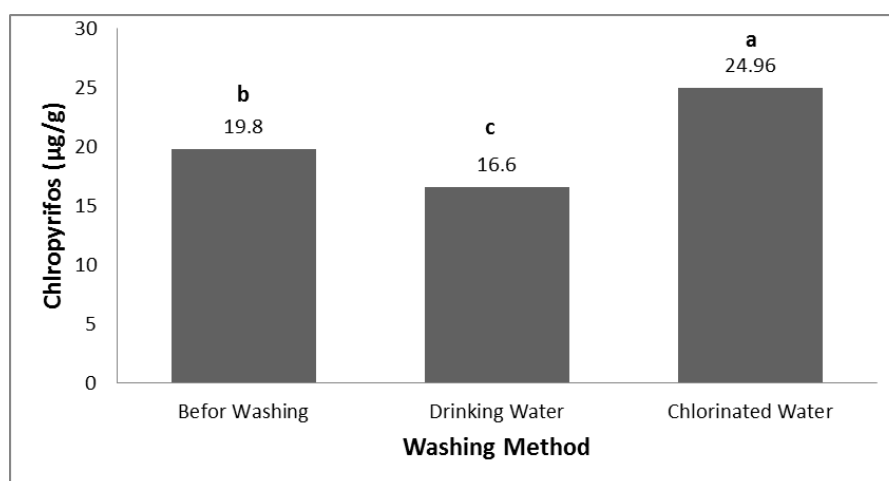 Chlropyrifos (µg/g)
30
25
20
15
10
5
0
b
19.8
c
16.6
a
24.96
Befor Washing
Drinking Water
Chlorinated Water
Washing Method